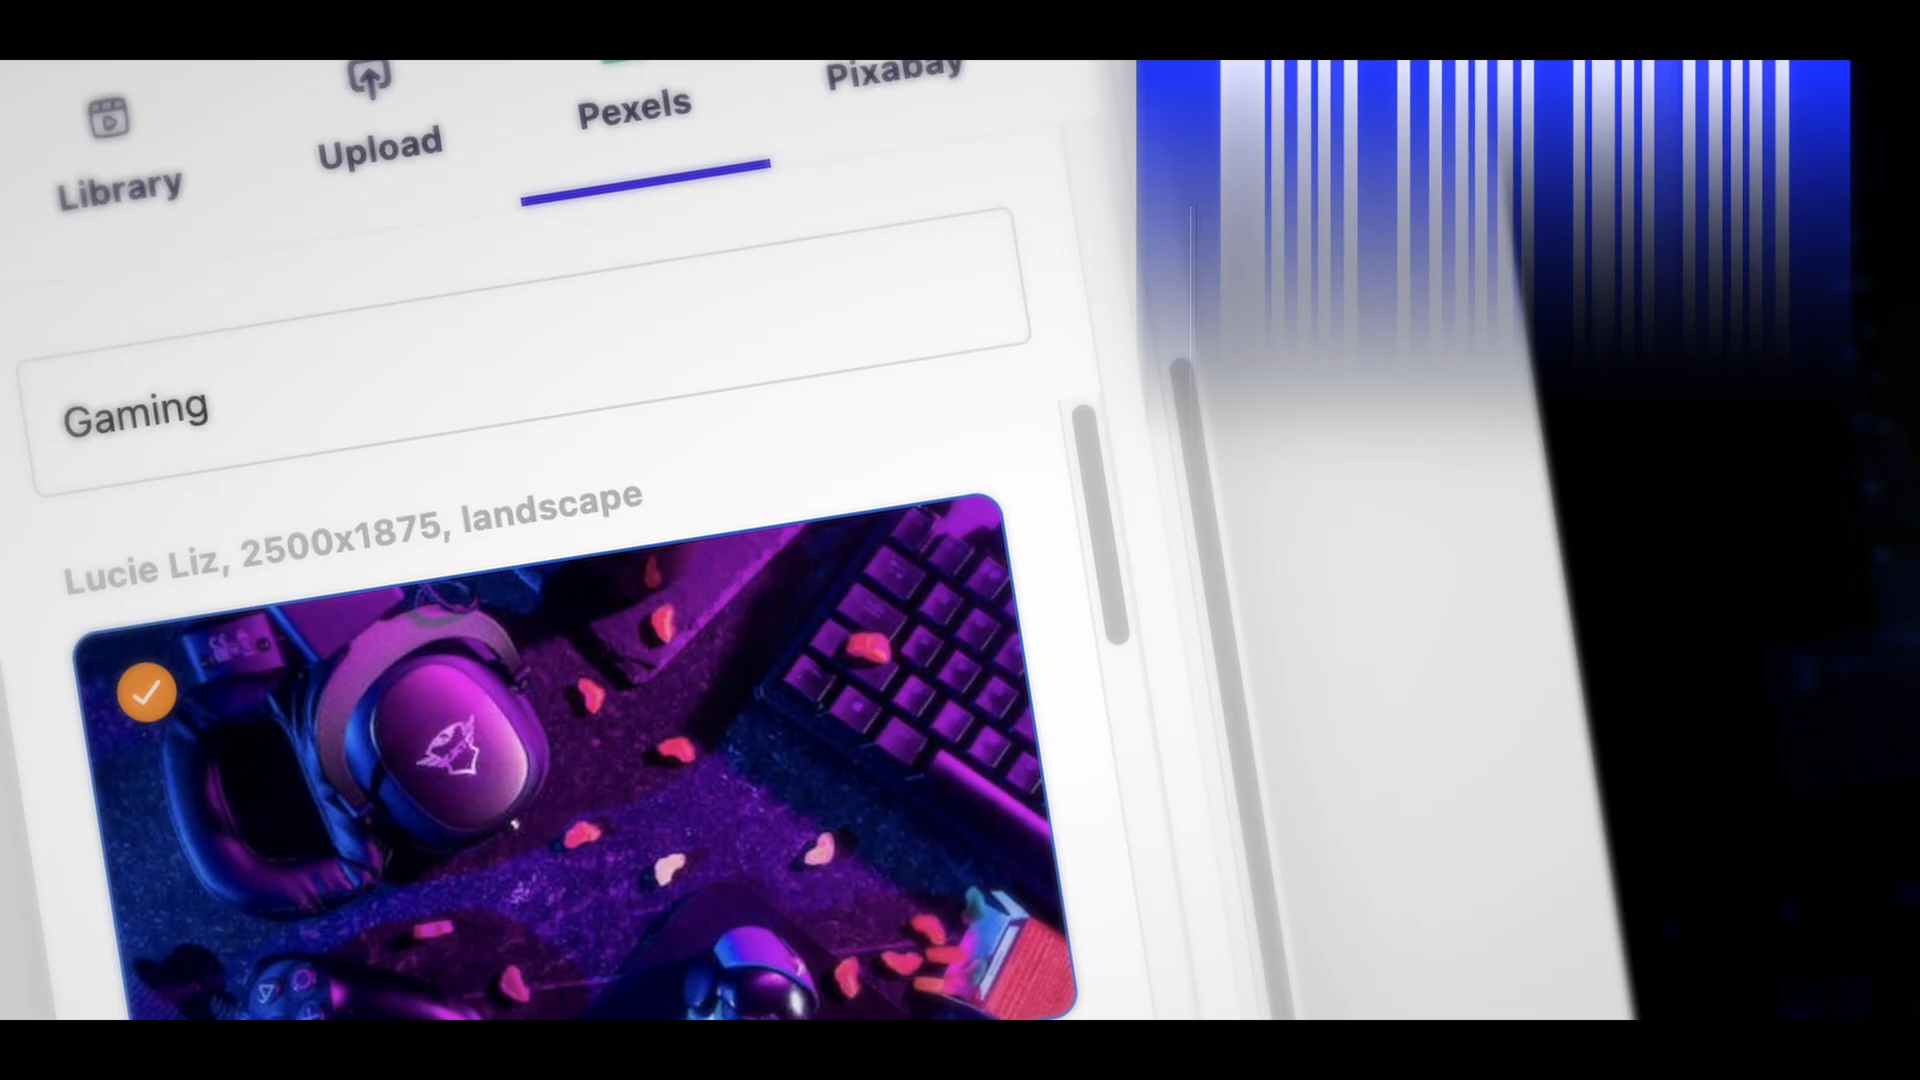 Library
Upload
Pexels
Pixabay
Gaming
Lucie Liz, 2500x1875, landscape